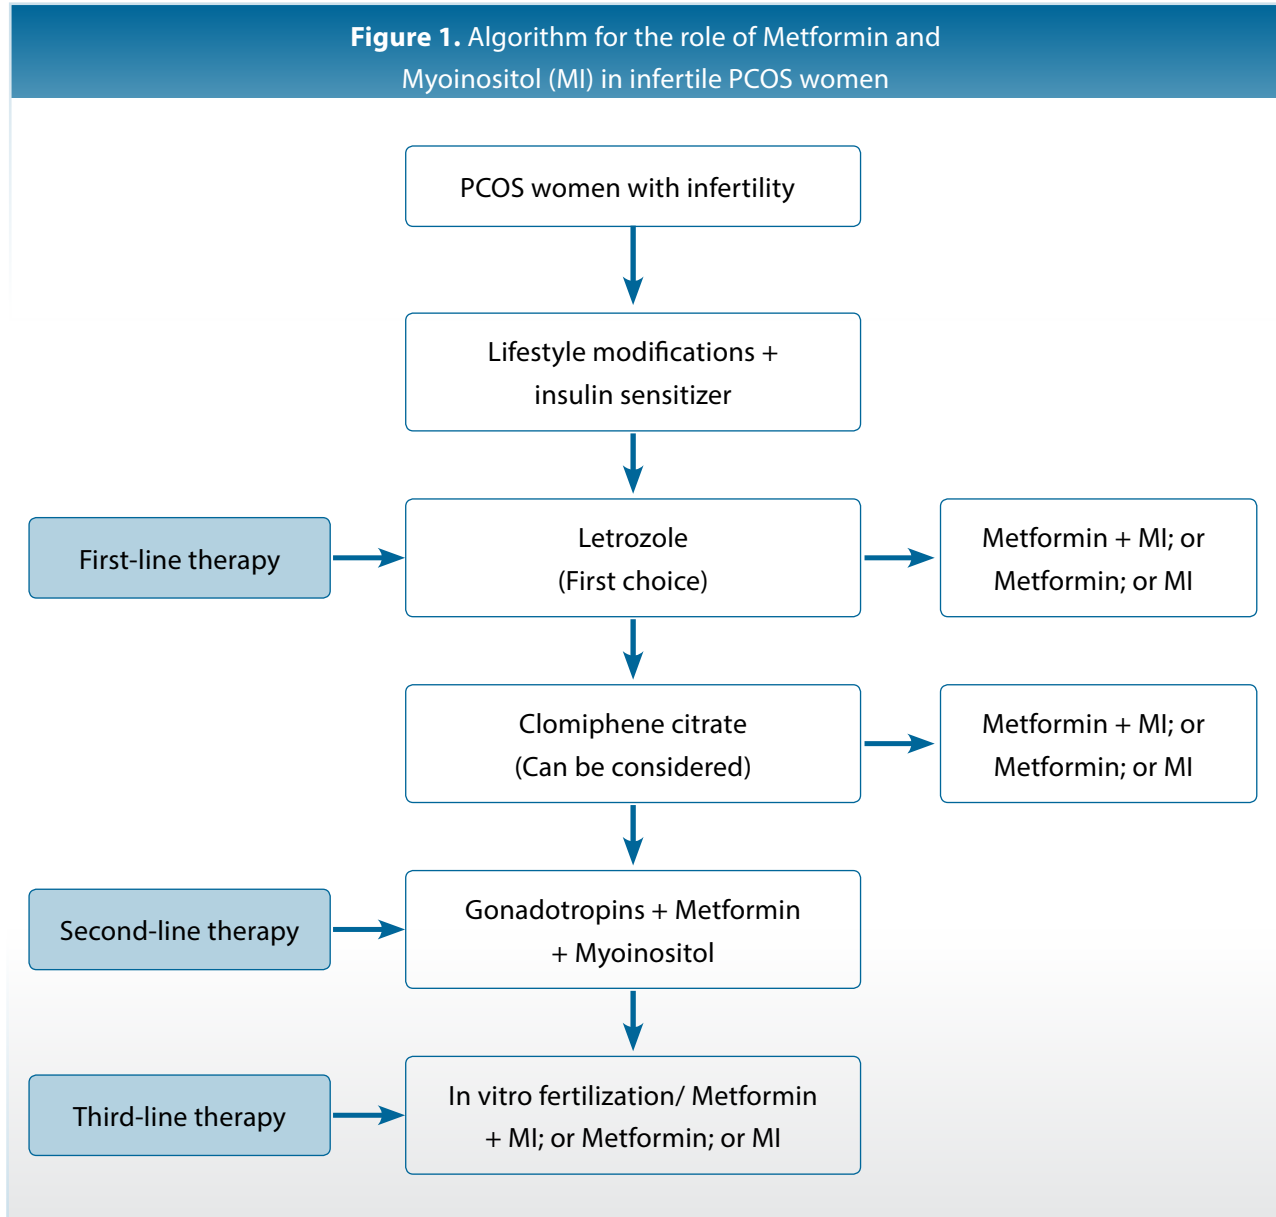 Figure 1. Algorithm for the role of Metformin and
Myoinositol (MI) in infertile PCOS women
PCOS women with infertility
Lifestyle modifications +
insulin sensitizer
First-line therapy
Letrozole
(First choice)
Metformin + MI; or
Metformin; or MI
Clomiphene citrate
(Can be considered)
Metformin + MI; or
Metformin; or MI
Second-line therapy
Gonadotropins + Metformin
+ Myoinositol
Third-line therapy
In vitro fertilization/ Metformin
+ MI; or Metformin; or MI